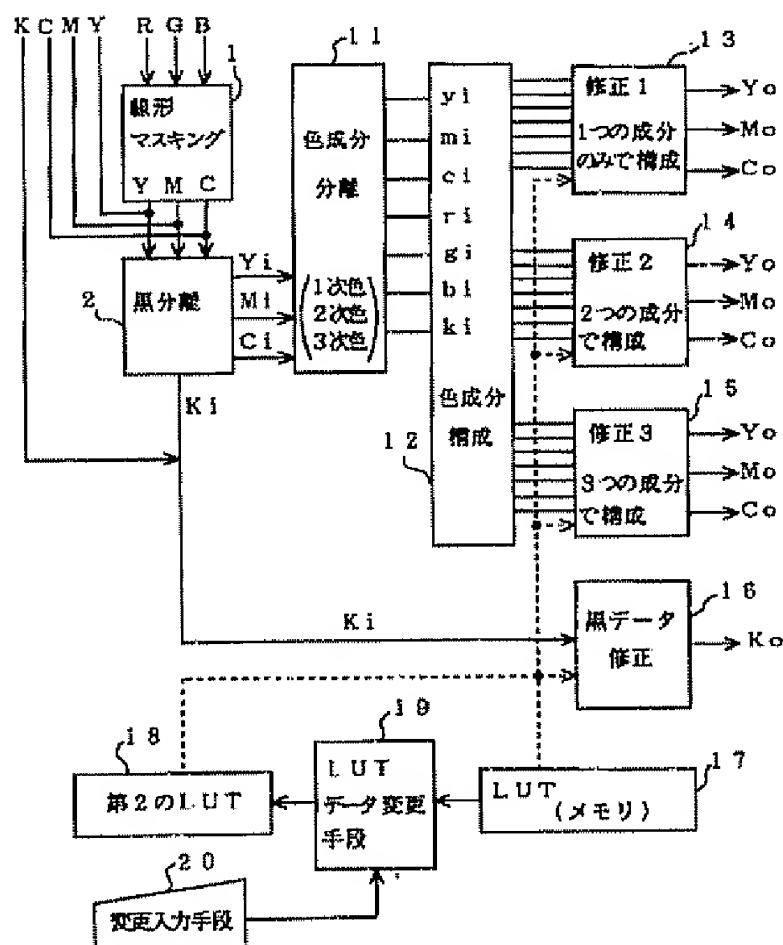 K C M Y R G B
1
線形
マスキング
Y M C
2
黒分離
Yi
Mi
Ci
Ki
11
色成分
分離
1次色
2次色
3次色
yi
mi
ci
ri
gi
bi
ki
色成分
構成
12
13
修正1
1つの成分
のみで構成
Yo
Mo
Co
14
修正2
2つの成分
で構成
Yo
Mo
Co
15
修正3
3つの成分
で構成
Yo
Mo
Co
Ki
16
黒データ
修正
Ko
18
第2のLUT
19
LUT
データ変更
手段
17
LUT
(メモリ)
20
変更入力手段